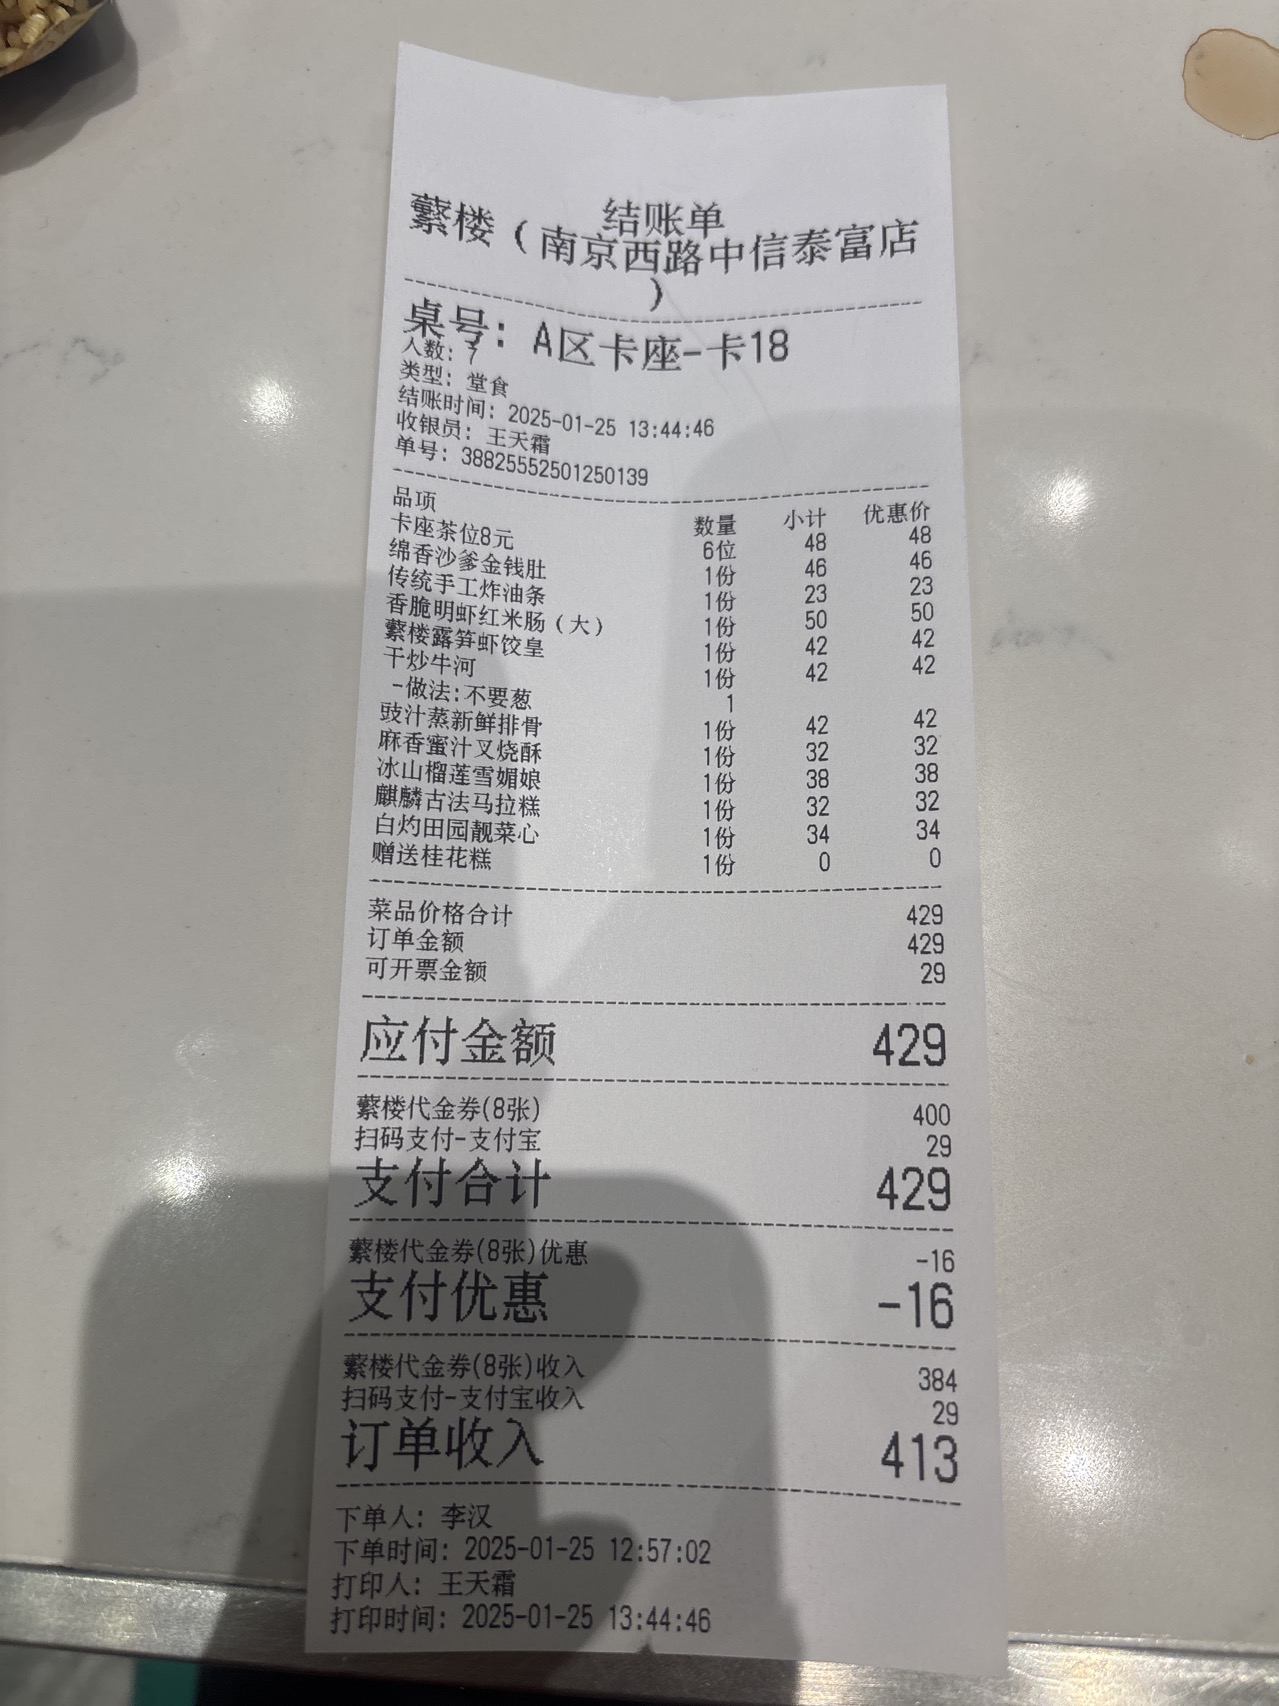 结账单
蘩楼（南京西路中信泰富店
）
桌号：A区卡座-卡18
人数：7
类型：堂食
结账时间：2025-01-25 13:44:46
收银员：王天霜
单号：38825552501250139
品项 数量 小计 优惠价
卡座茶位8元 6位 48 48
绵香沙爹金钱肚 1份 46 46
传统手工炸油条 1份 23 23
香脆明虾红米肠（大） 1份 50 50
蘩楼露笋虾饺皇 1份 42 42
干炒牛河 1份 42 42
-做法:不要葱 1
豉汁蒸新鲜排骨 1份 42 42
麻香蜜汁叉烧酥 1份 32 32
冰山榴莲雪媚娘 1份 38 38
麒麟古法马拉糕 1份 32 32
白灼田园靓菜心 1份 34 34
赠送桂花糕 1份 0 0
菜品价格合计 429
订单金额 429
可开票金额 29
应付金额 429
蘩楼代金券(8张) 400
扫码支付-支付宝 29
支付合计 429
蘩楼代金券(8张)优惠 -16
支付优惠 -16
蘩楼代金券(8张)收入 384
扫码支付-支付宝收入 29
订单收入 413
下单人：李汉
下单时间：2025-01-25 12:57:02
打印人：王天霜
打印时间：2025-01-25 13:44:46